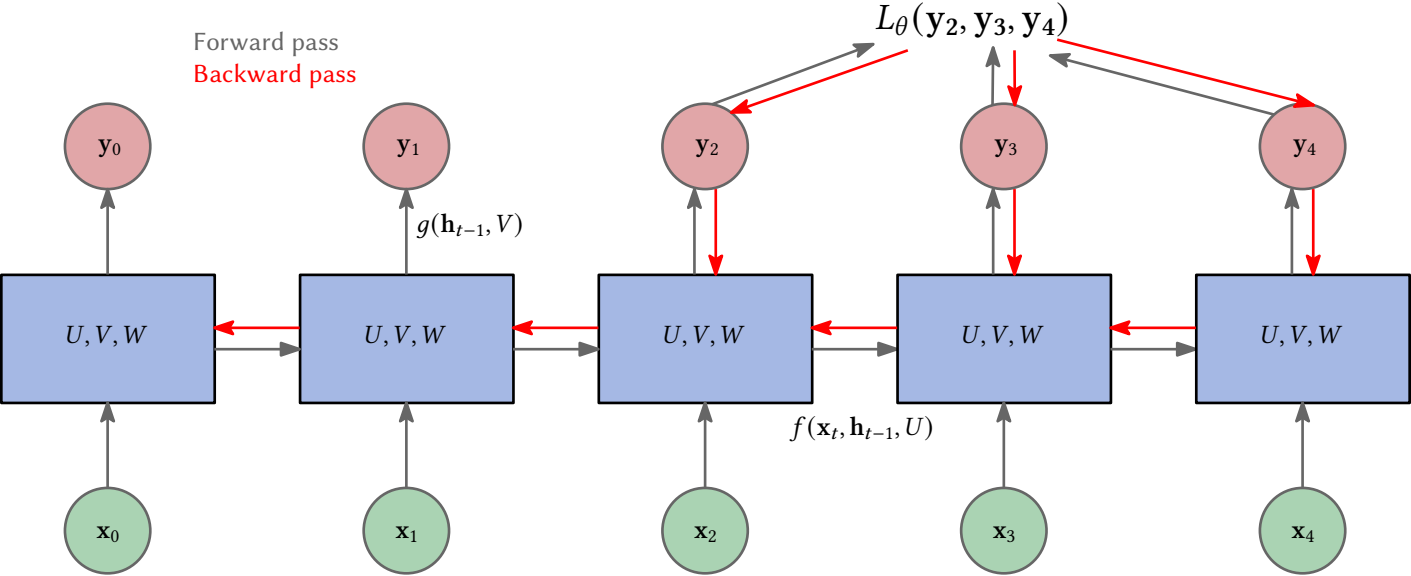 L_θ(y₂, y₃, y₄)
Forward pass
Backward pass
y₀
y₁
y₂
y₃
y₄
g(h_{t−1}, V)
U, V, W
U, V, W
U, V, W
U, V, W
U, V, W
f(x_t, h_{t−1}, U)
x₀
x₁
x₂
x₃
x₄